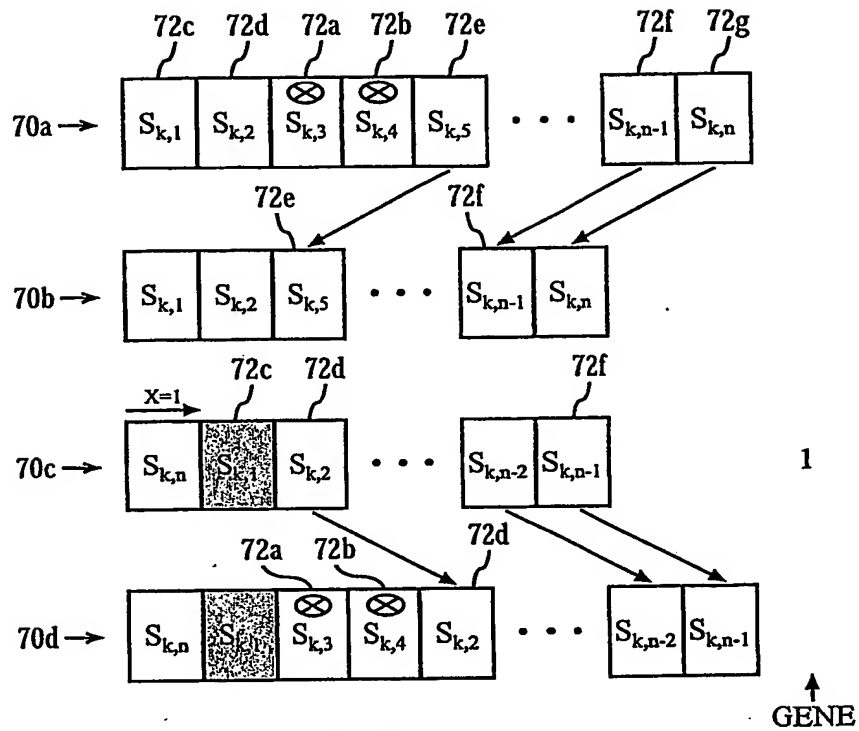 72c 72d 72a 72b 72e 72f 72g
70a → S_{k,1} S_{k,2} S_{k,3} S_{k,4} S_{k,5} • • • S_{k,n-1} S_{k,n}
72e 72f
70b → S_{k,1} S_{k,2} S_{k,5} • • • S_{k,n-1} S_{k,n}
X=1 72c 72d 72f
70c → S_{k,n} S_{k,1} S_{k,2} • • • S_{k,n-2} S_{k,n-1} 1
72a 72b 72d
70d → S_{k,n} S_{k,1} S_{k,3} S_{k,4} S_{k,2} • • • S_{k,n-2} S_{k,n-1}
GENE